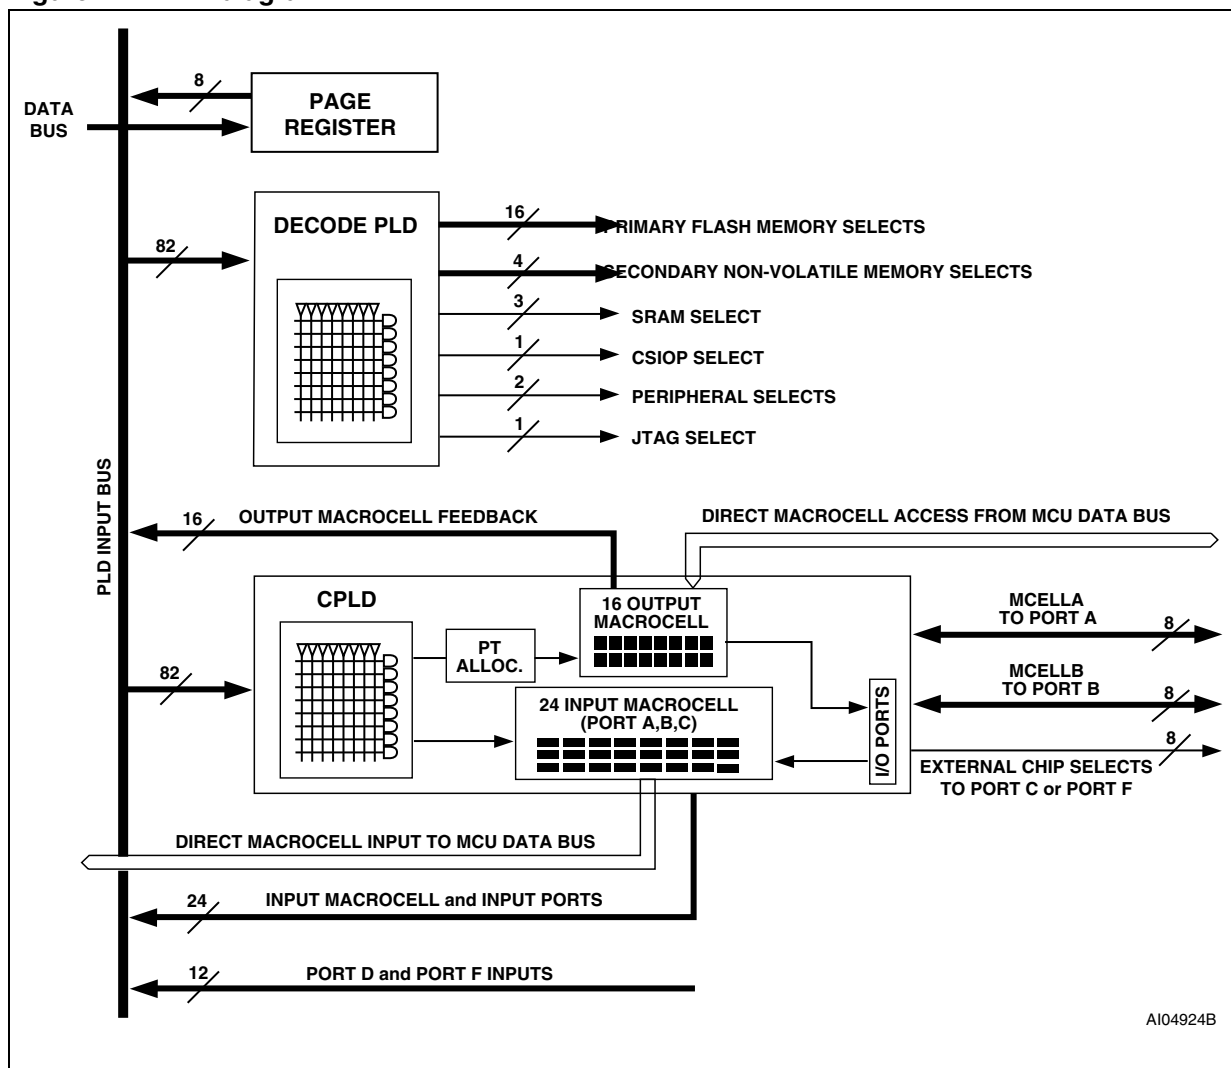 8
PAGE
REGISTER
DATA
BUS
DECODE PLD
82
16
PRIMARY FLASH MEMORY SELECTS
4
SECONDARY NON-VOLATILE MEMORY SELECTS
3
SRAM SELECT
1
CSIOP SELECT
2
PERIPHERAL SELECTS
1
JTAG SELECT
PLD INPUT BUS
16
OUTPUT MACROCELL FEEDBACK
DIRECT MACROCELL ACCESS FROM MCU DATA BUS
CPLD
82
PT
ALLOC.
16 OUTPUT
MACROCELL
24 INPUT MACROCELL
(PORT A,B,C)
I/O PORTS
MCELLA
TO PORT A
8
MCELLB
TO PORT B
8
8
EXTERNAL CHIP SELECTS
TO PORT C or PORT F
DIRECT MACROCELL INPUT TO MCU DATA BUS
24
INPUT MACROCELL and INPUT PORTS
12
PORT D and PORT F INPUTS
AI04924B